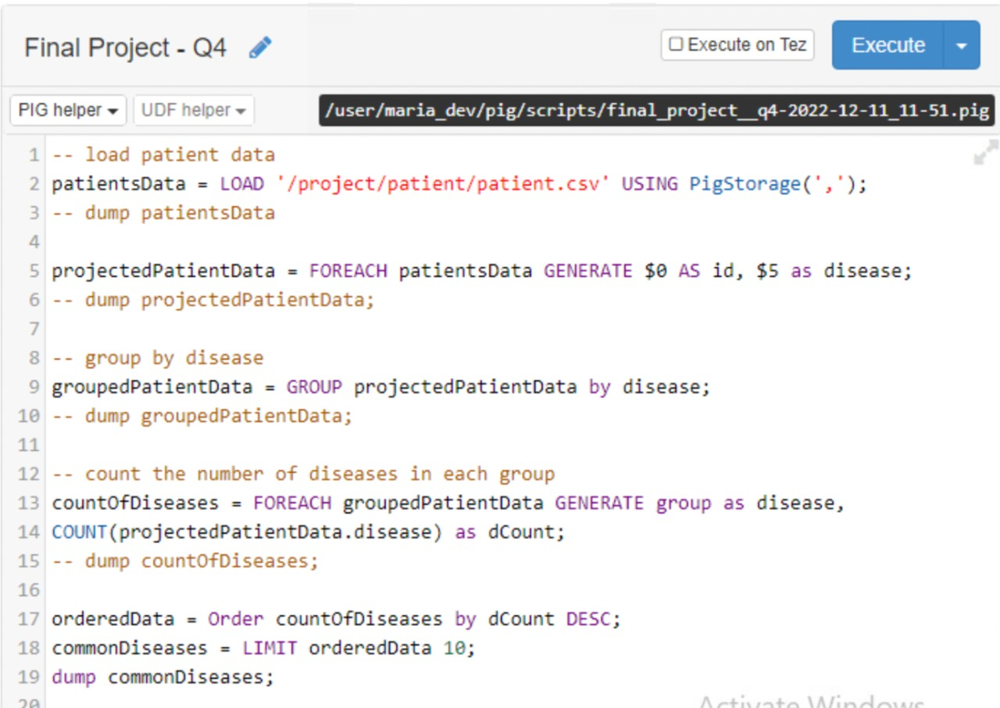 Final Project - Q4
Execute on Tez
Execute
PIG helper
UDF helper
/user/maria_dev/pig/scripts/final_project__q4-2022-12-11_11-51.pig
1 -- load patient data
2 patientsData = LOAD '/project/patient/patient.csv' USING PigStorage(',');
3 -- dump patientsData
4
5 projectedPatientData = FOREACH patientsData GENERATE $0 AS id, $5 as disease;
6 -- dump projectedPatientData;
7
8 -- group by disease
9 groupedPatientData = GROUP projectedPatientData by disease;
10 -- dump groupedPatientData;
11
12 -- count the number of diseases in each group
13 countOfDiseases = FOREACH groupedPatientData GENERATE group as disease,
14 COUNT(projectedPatientData.disease) as dCount;
15 -- dump countOfDiseases;
16
17 orderedData = Order countOfDiseases by dCount DESC;
18 commonDiseases = LIMIT orderedData 10;
19 dump commonDiseases;
20
Activate Windows